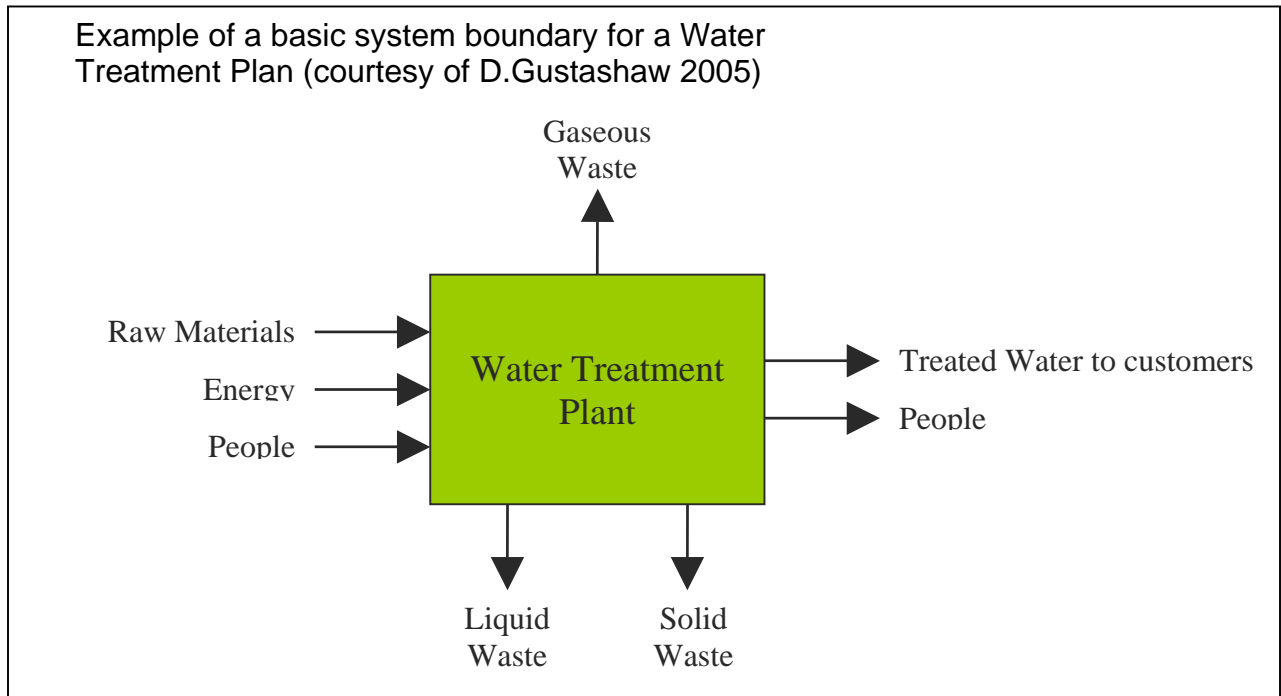 Example of a basic system boundary for a Water
Treatment Plan (courtesy of D.Gustashaw 2005)
Gaseous
Waste
Raw Materials
Energy
People
Water Treatment
Plant
Treated Water to customers
People
Liquid
Waste
Solid
Waste